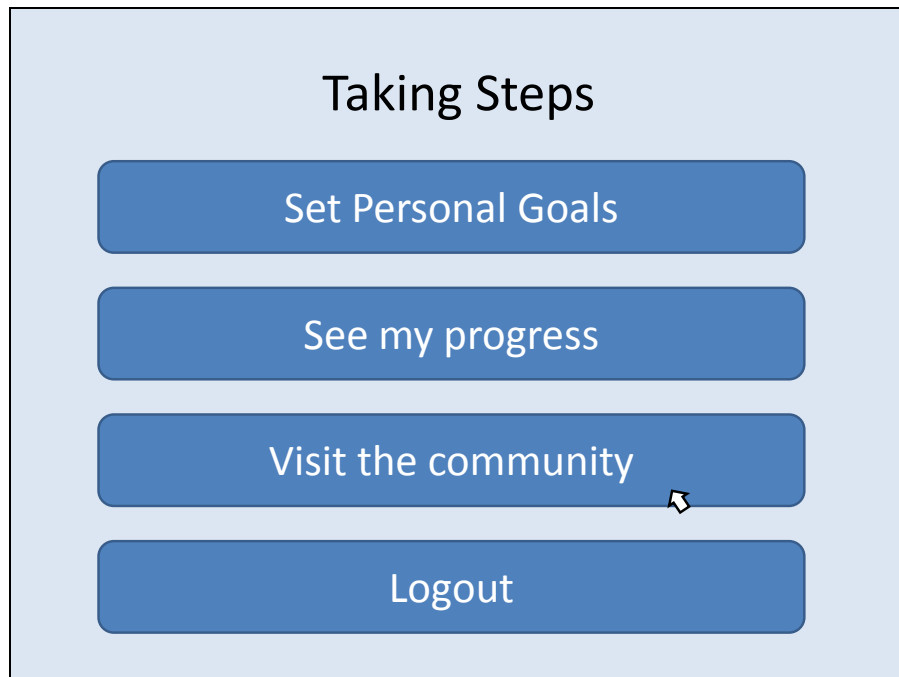 Taking Steps
Set Personal Goals
See my progress
Visit the community
Logout